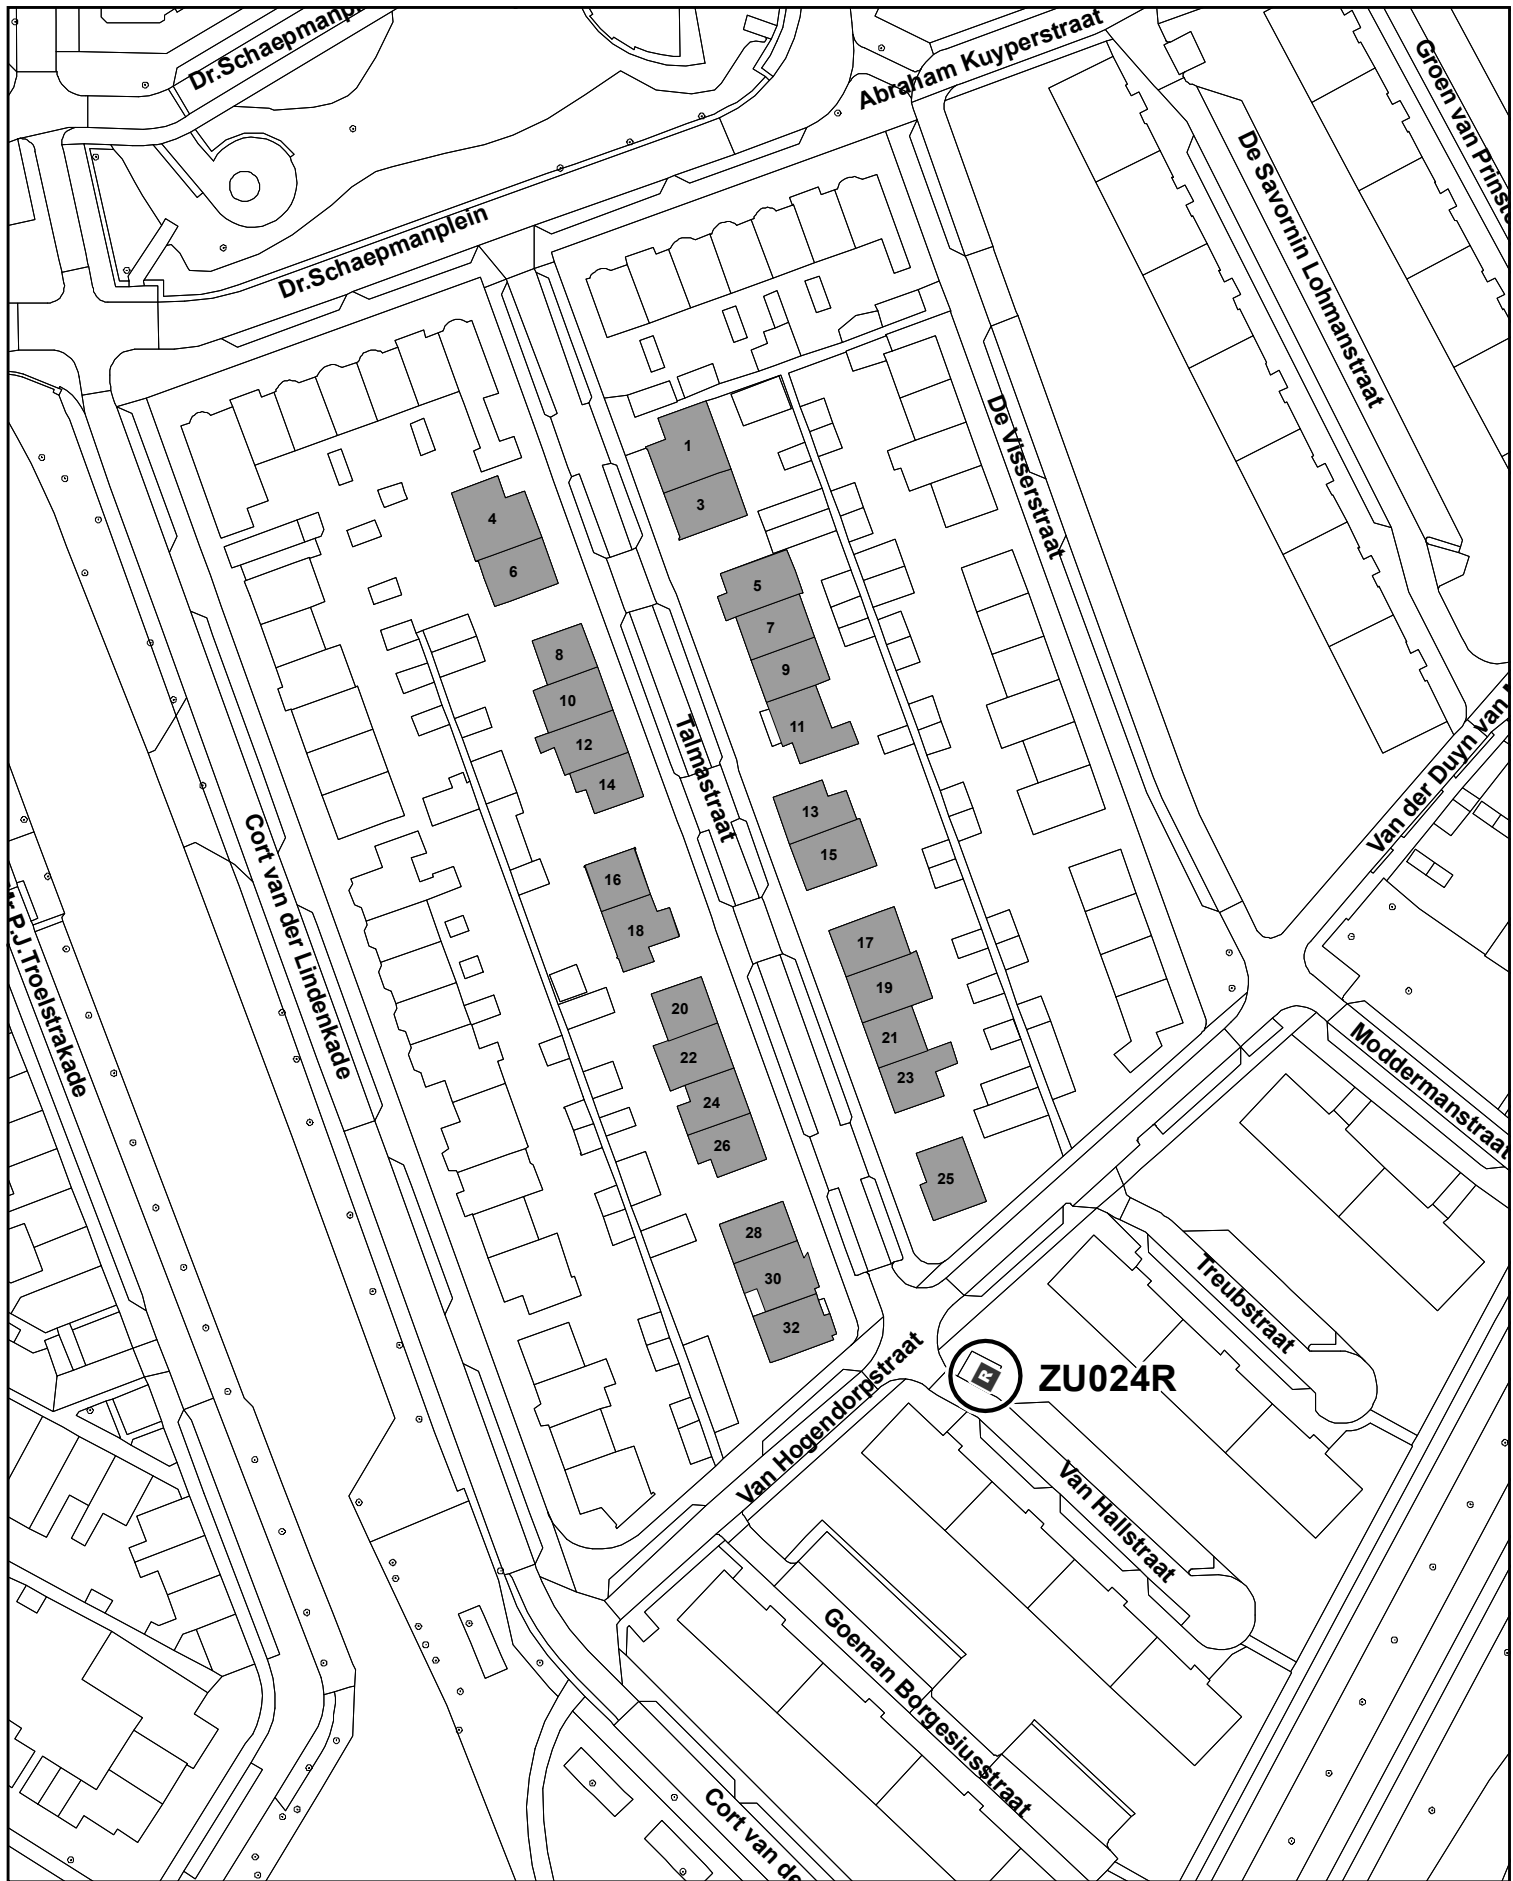 Dr.Schaepmanpl
Abraham Kuyperstraat
Groen van Prinst
De Savornin Lohmanstraat
Dr.Schaepmanplein
De Visserstraat
1
3
4
6
5
7
9
11
8
10
12
14
Talmastraat
Van der Duyn van
13
15
Cort van der Lindenkade
16
18
17
19
21
23
P.J.Troelstrakade
20
22
24
26
Moddermanstraat
25
28
30
32
Treubstraat
Van Hogendorpstraat
R
ZU024R
Van Hallstraat
Goeman Borgesiusstraat
Cort van de